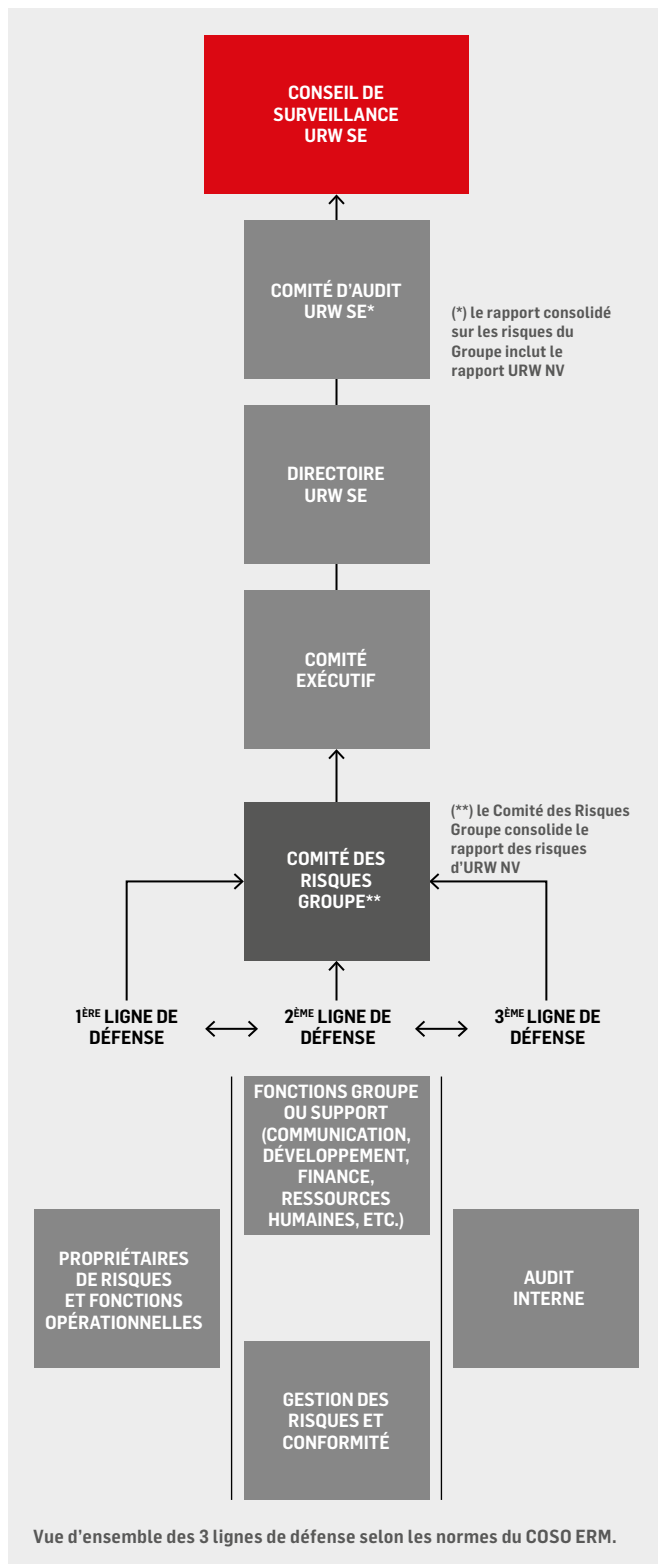 CONSEIL DE
SURVEILLANCE
URW SE
COMITÉ D'AUDIT
URW SE*
(*) le rapport consolidé
sur les risques du
Groupe inclut le
rapport URW NV
DIRECTOIRE
URW SE
COMITÉ
EXÉCUTIF
COMITÉ DES
RISQUES
GROUPE**
(**) le Comité des Risques
Groupe consolide le
rapport des risques
d'URW NV
1ÈRE LIGNE DE
DÉFENSE
2ÈME LIGNE DE
DÉFENSE
3ÈME LIGNE DE
DÉFENSE
PROPRIÉTAIRES
DE RISQUES
ET FONCTIONS
OPÉRATIONNELLES
FONCTIONS GROUPE
OU SUPPORT
(COMMUNICATION,
DÉVELOPPEMENT,
FINANCE,
RESSOURCES
HUMAINES, ETC.)
GESTION DES
RISQUES ET
CONFORMITÉ
AUDIT
INTERNE
Vue d'ensemble des 3 lignes de défense selon les normes du COSO ERM.